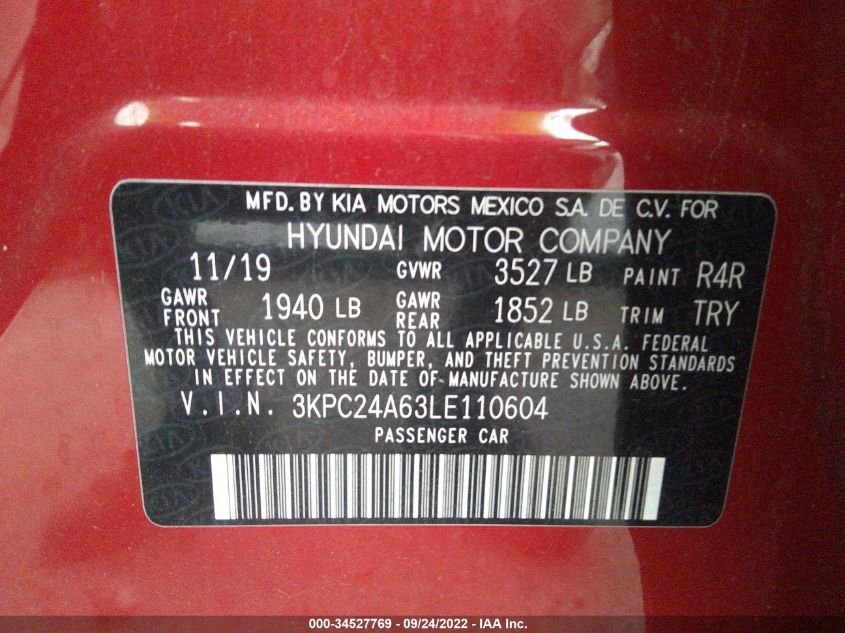 MFD. BY KIA MOTORS MEXICO S.A. DE C.V. FOR
HYUNDAI MOTOR COMPANY
11/19 GVWR 3527 LB PAINT R4R
GAWR FRONT 1940 LB GAWR REAR 1852 LB TRIM TRY
THIS VEHICLE CONFORMS TO ALL APPLICABLE U.S.A. FEDERAL
MOTOR VEHICLE SAFETY, BUMPER, AND THEFT PREVENTION STANDARDS
IN EFFECT ON THE DATE OF MANUFACTURE SHOWN ABOVE.
V.I.N. 3KPC24A63LE110604
PASSENGER CAR
000-34527769 - 09/24/2022 - IAA Inc.